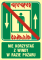 NIE KORZYSTAĆ
Z WINDY
W RAZIE POŻARU